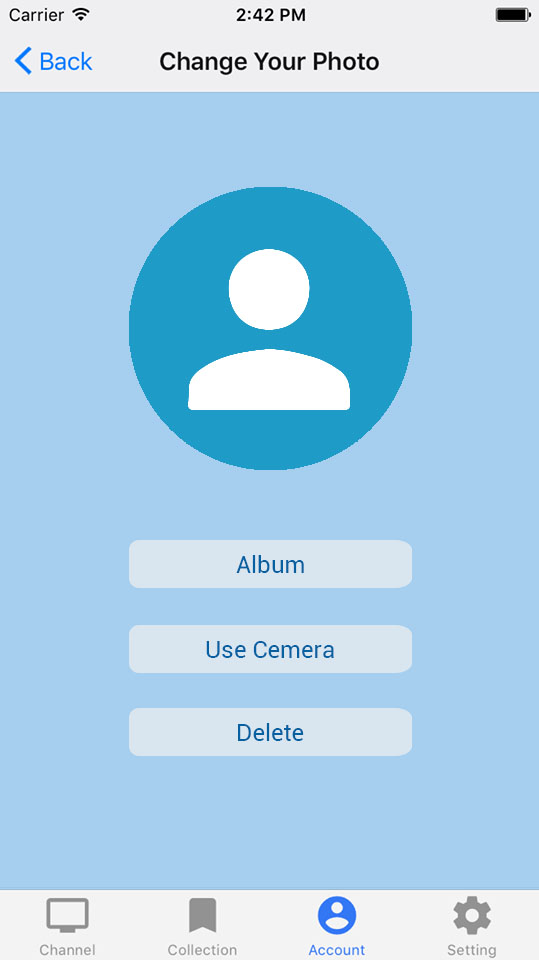 Carrier 2:42 PM
Back Change Your Photo
Album
Use Cemera
Delete
Channel Collection Account Setting